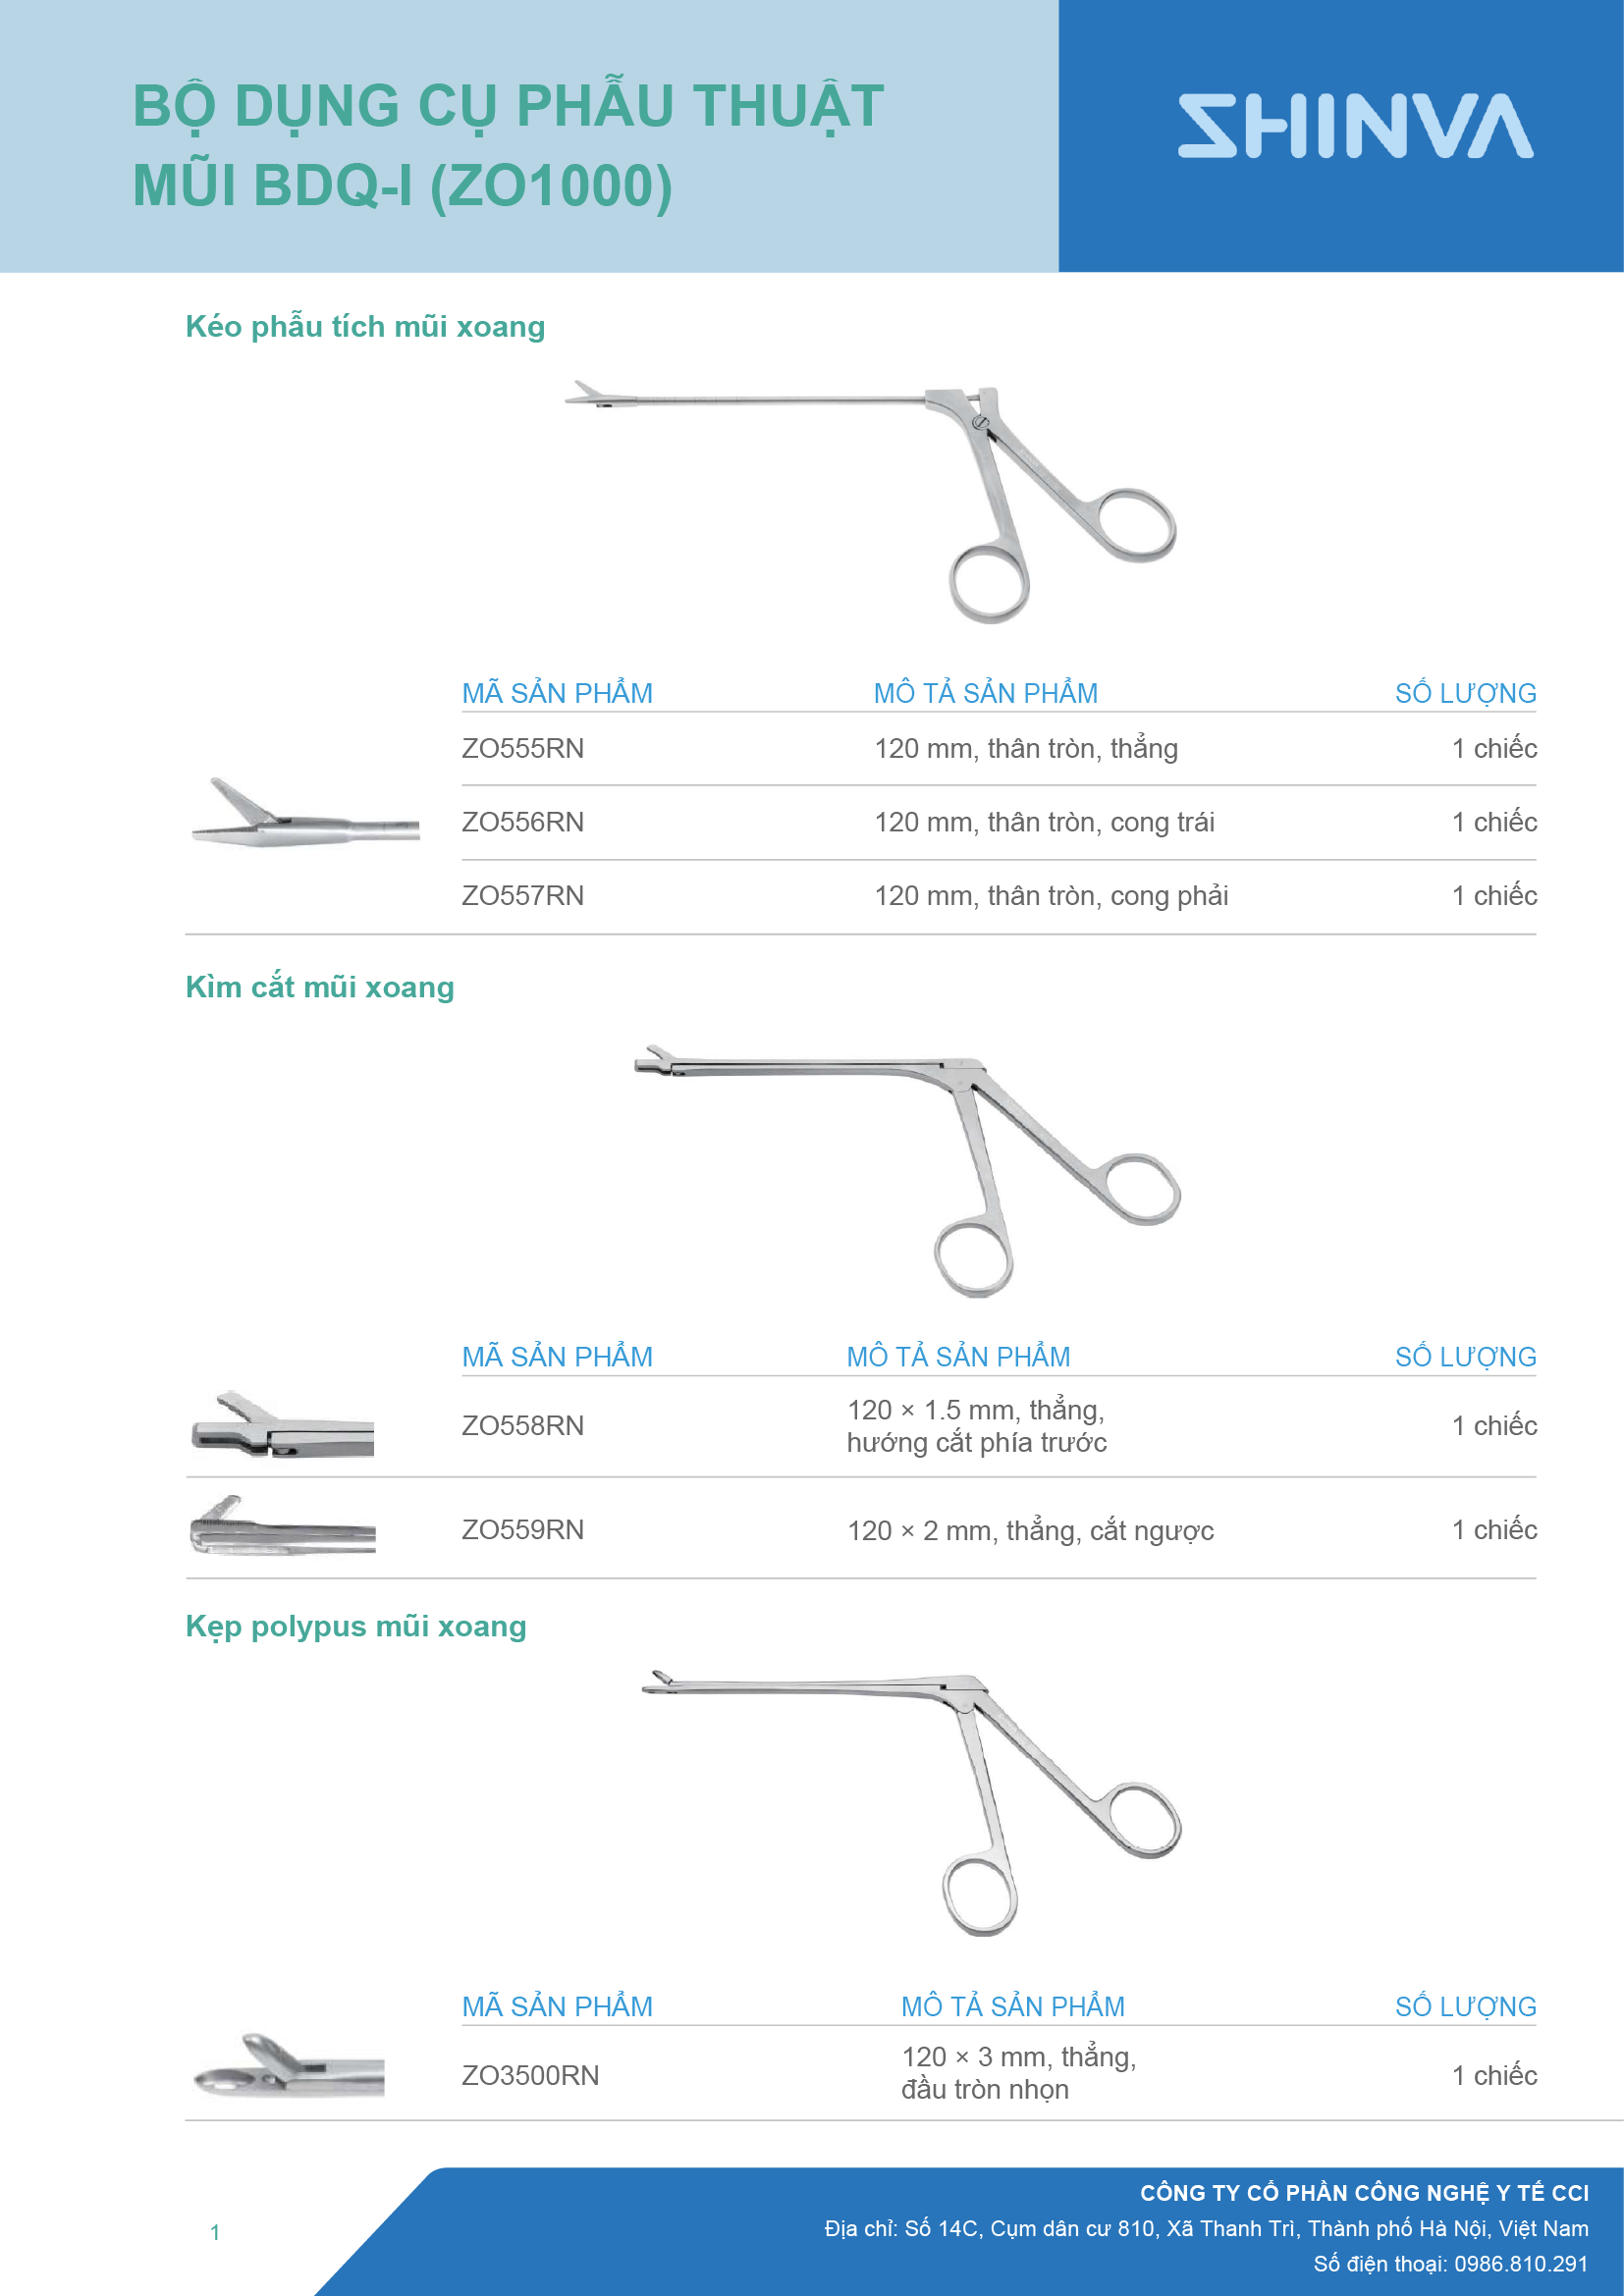 BỘ DỤNG CỤ PHẪU THUẬT
MŨI BDQ-I (ZO1000)
SHINVA
Kéo phẫu tích mũi xoang
MÃ SẢN PHẨM MÔ TẢ SẢN PHẨM SỐ LƯỢNG
ZO555RN 120 mm, thân tròn, thẳng 1 chiếc
ZO556RN 120 mm, thân tròn, cong trái 1 chiếc
ZO557RN 120 mm, thân tròn, cong phải 1 chiếc
Kìm cắt mũi xoang
MÃ SẢN PHẨM MÔ TẢ SẢN PHẨM SỐ LƯỢNG
ZO558RN 120 × 1.5 mm, thẳng,
hướng cắt phía trước 1 chiếc
ZO559RN 120 × 2 mm, thẳng, cắt ngược 1 chiếc
Kẹp polypus mũi xoang
MÃ SẢN PHẨM MÔ TẢ SẢN PHẨM SỐ LƯỢNG
ZO3500RN 120 × 3 mm, thẳng,
đầu tròn nhọn 1 chiếc
CÔNG TY CỔ PHẦN CÔNG NGHỆ Y TẾ CCI
Địa chỉ: Số 14C, Cụm dân cư 810, Xã Thanh Trì, Thành phố Hà Nội, Việt Nam
Số điện thoại: 0986.810.291
1